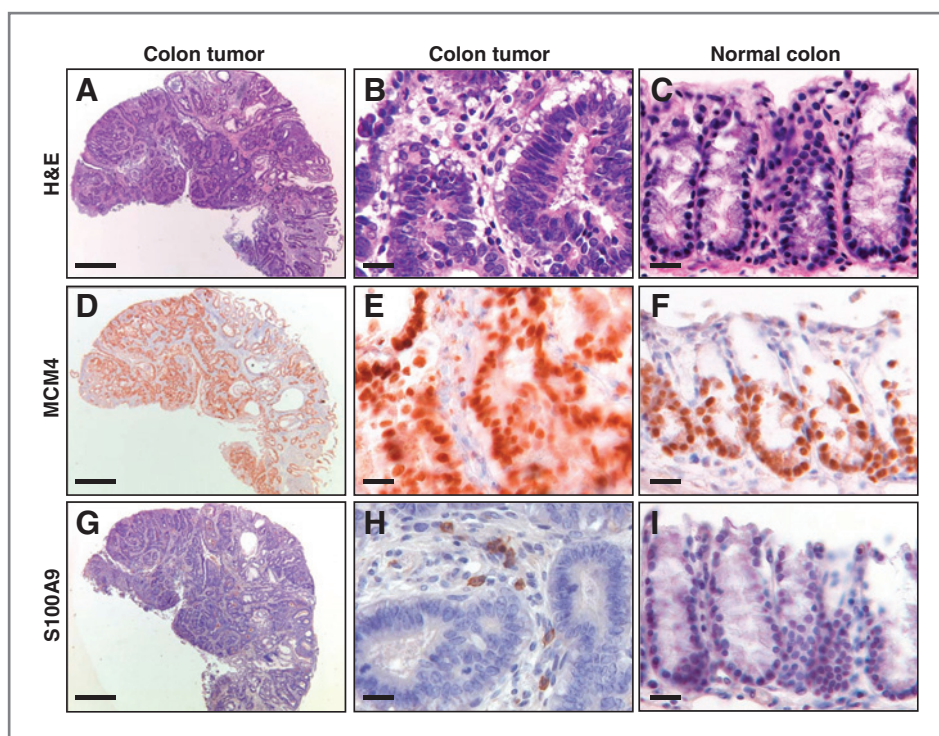 Colon tumor Colon tumor Normal colon
H&E
A B C
MCM4
D E F
S100A9
G H I